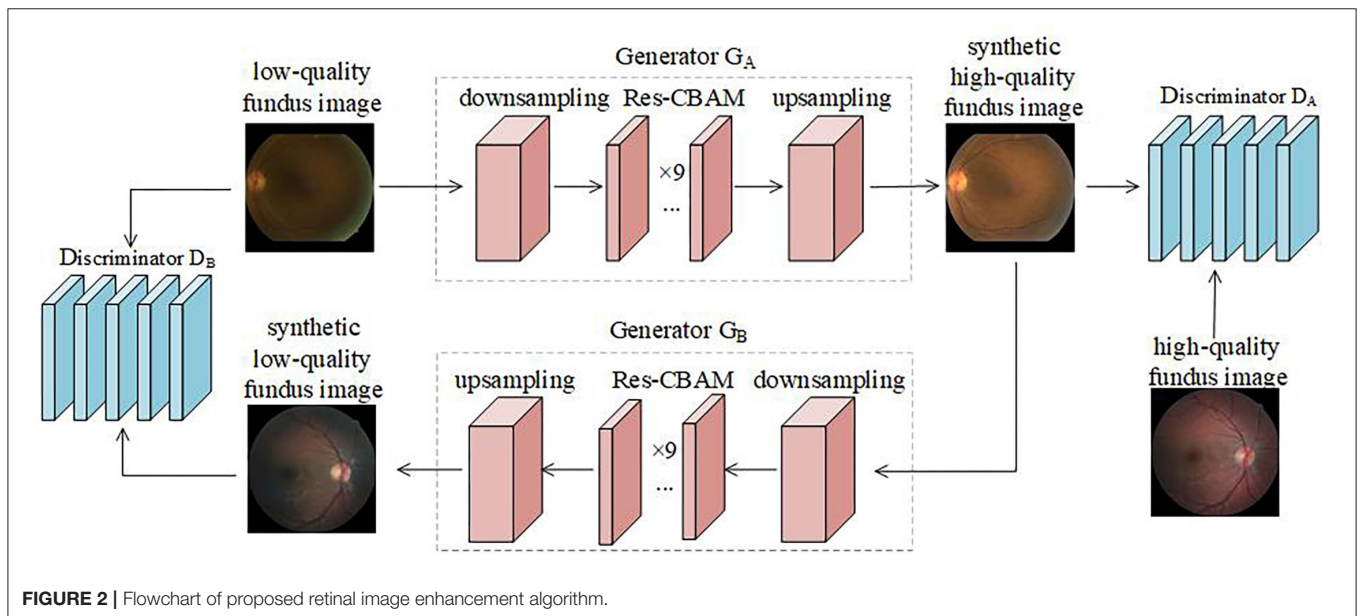 Generator G_A
low-quality
fundus image
downsampling Res-CBAM upsampling
×9
...
synthetic
high-quality
fundus image
Discriminator D_A
Discriminator D_B
synthetic
low-quality
fundus image
Generator G_B
upsampling Res-CBAM downsampling
×9
...
high-quality
fundus image
FIGURE 2 | Flowchart of proposed retinal image enhancement algorithm.